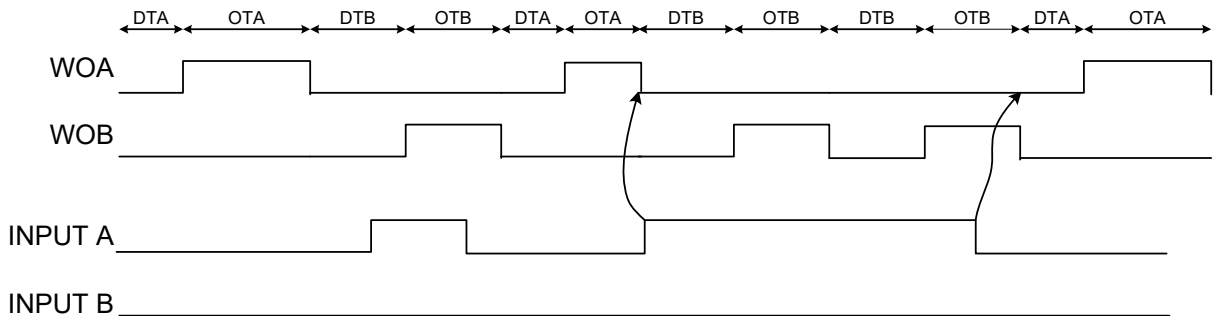 DTA OTA DTB OTB DTA OTA DTB OTB DTB OTB DTA OTA
WOA
WOB
INPUT A
INPUT B